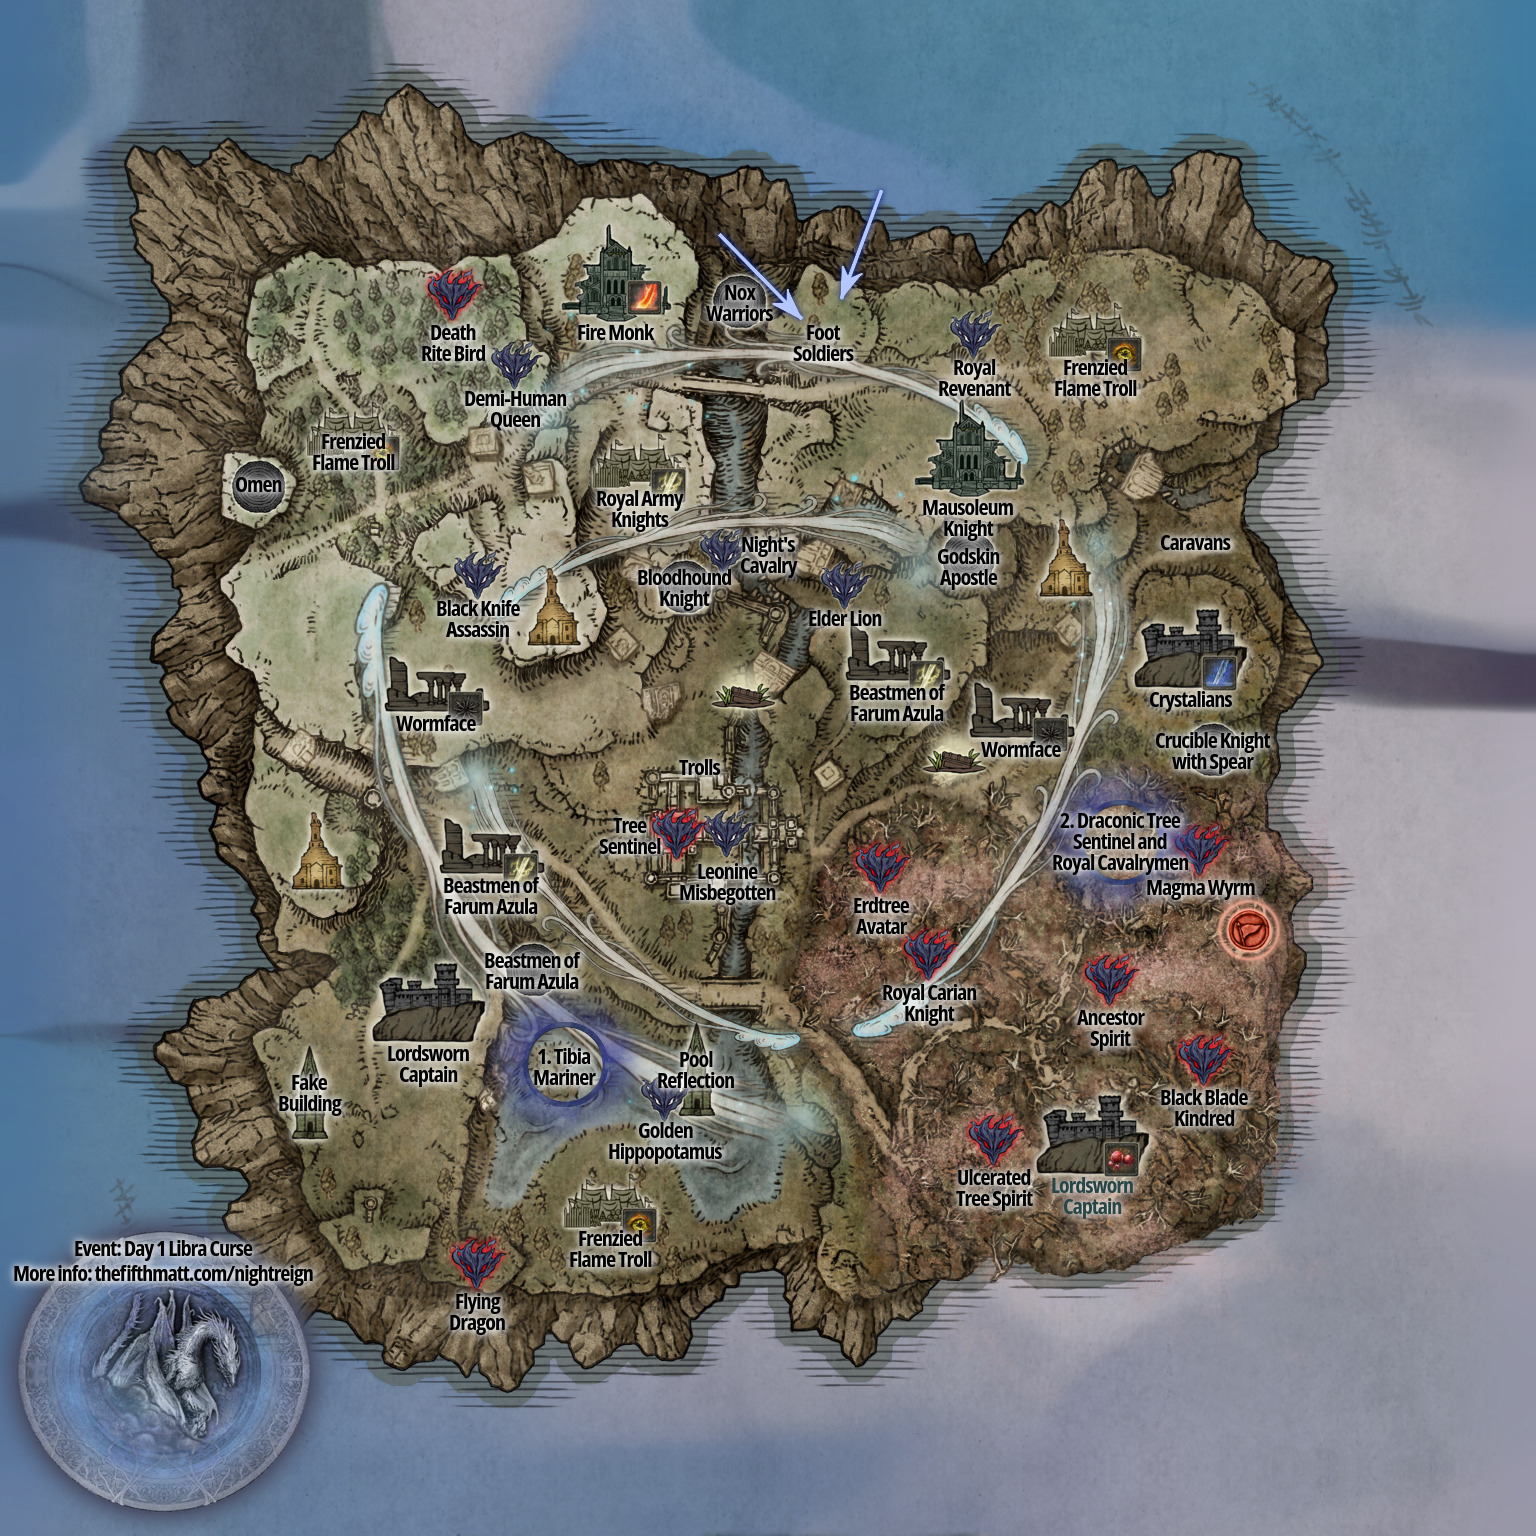 Nox
Warriors
Death
Rite Bird
Fire Monk
Foot
Soldiers
Demi-Human
Queen
Royal
Revenant
Frenzied
Flame Troll
Frenzied
Flame Troll
Omen
Royal Army
Knights
Mausoleum
Knight
Godskin
Apostle
Caravans
Night's
Cavalry
Bloodhound
Knight
Black Knife
Assassin
Elder Lion
Wormface
Beastmen of
Farum Azula
Wormface
Crystalians
Crucible Knight
with Spear
Trolls
Tree
Sentinel
Leonine
Misbegotten
2. Draconic Tree
Sentinel and
Royal Cavalrymen
Magma Wyrm
Beastmen of
Farum Azula
Erdtree
Avatar
Beastmen of
Farum Azula
Royal Carian
Knight
Ancestor
Spirit
Lordsworn
Captain
1. Tibia
Mariner
Pool
Reflection
Fake
Building
Golden
Hippopotamus
Black Blade
Kindred
Ulcerated
Tree Spirit
Lordsworn
Captain
Frenzied
Flame Troll
Flying
Dragon
Event: Day 1 Libra Curse
More info: thefifthmatt.com/nightreign